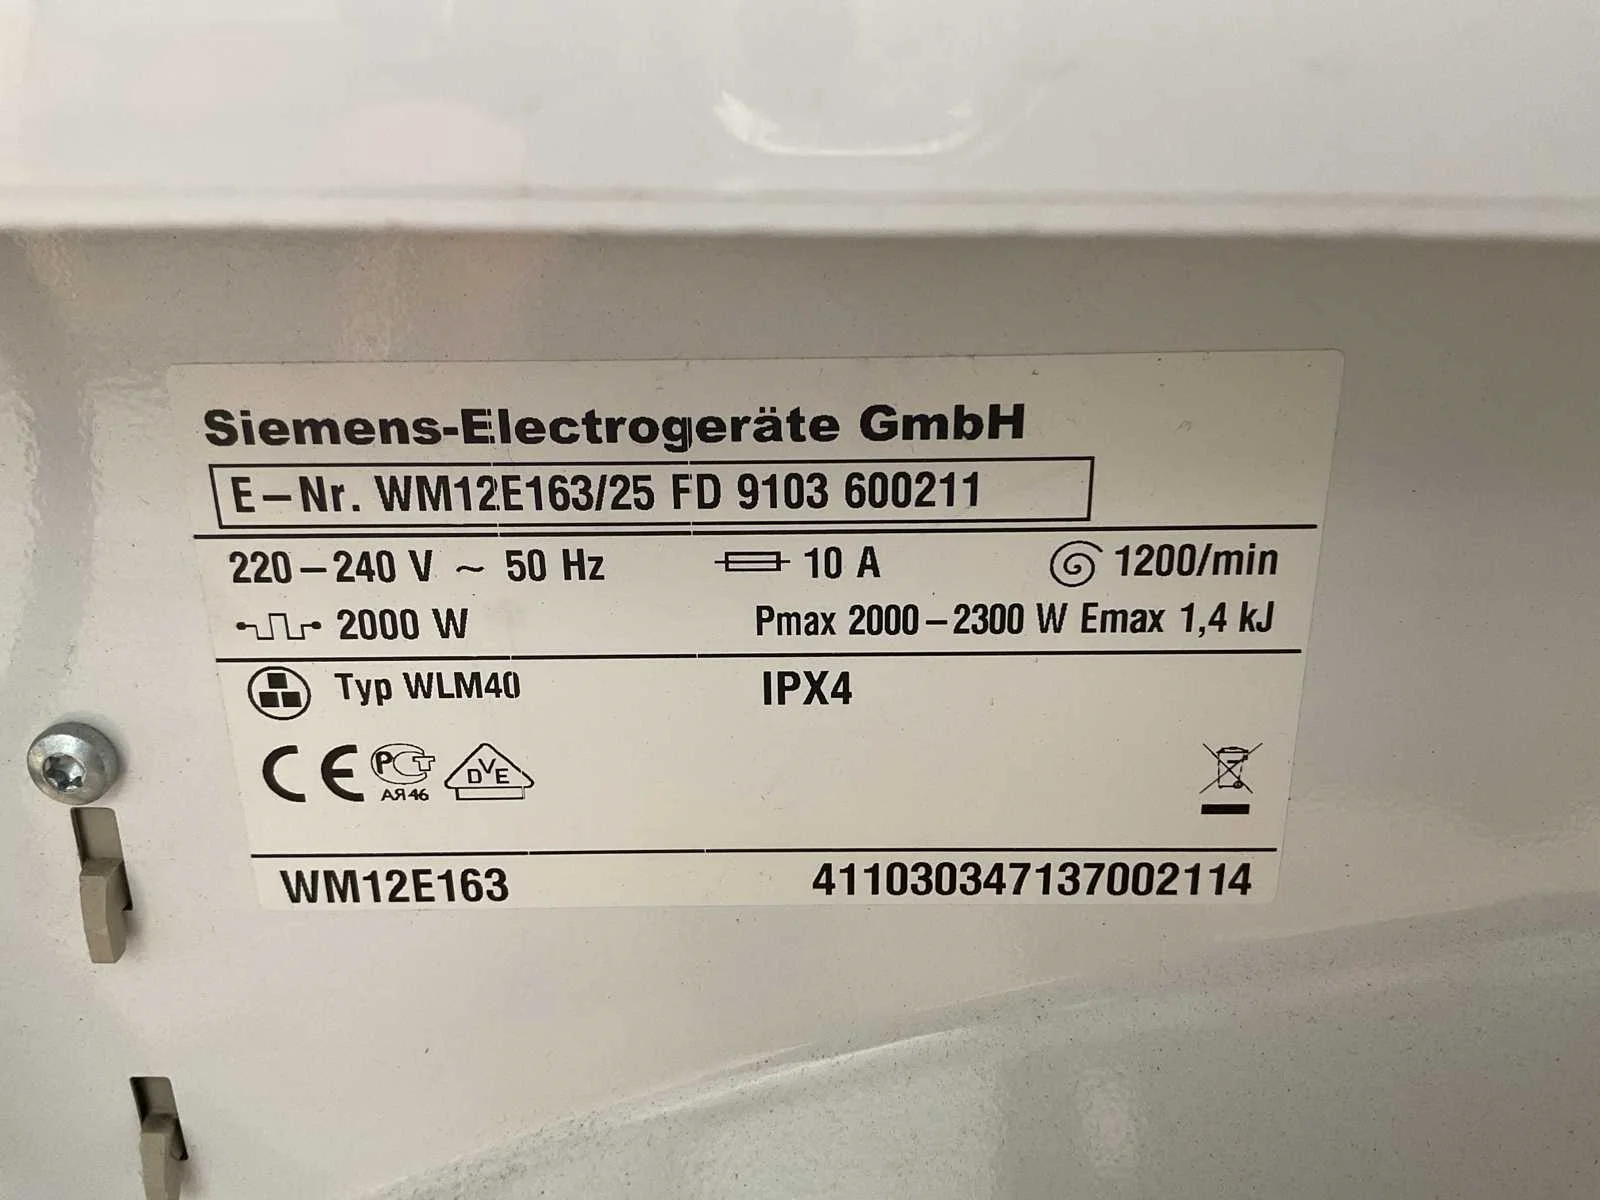 Siemens-Electrogeräte GmbH
E-Nr. WM12E163/25 FD 9103 600211
220-240 V ~ 50 Hz 10 A 1200/min
2000 W Pmax 2000-2300 W Emax 1,4 kJ
Typ WLM40 IPX4
CE PCT DVE
АЯ46
WM12E163 411030347137002114